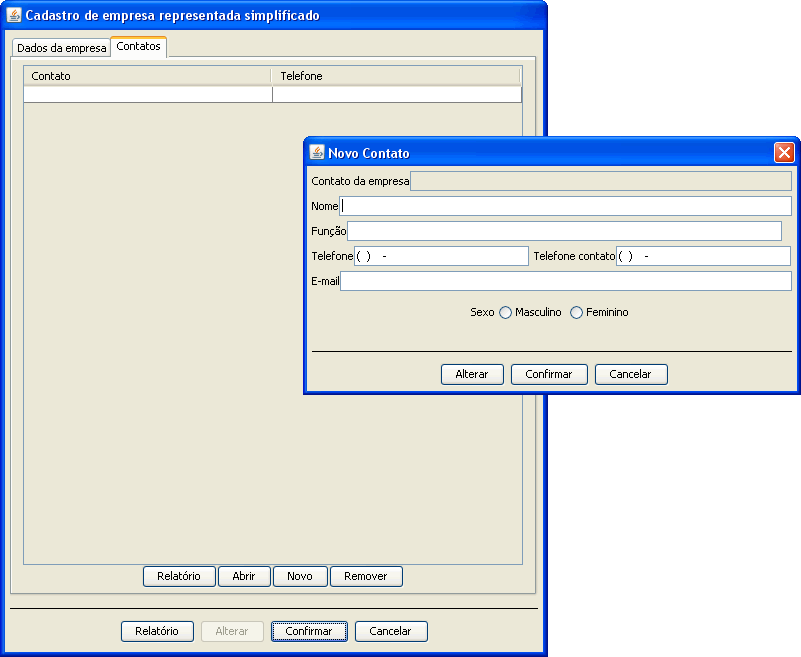 Cadastro de empresa representada simplificado
Dados da empresa Contatos
Contato Telefone
Novo Contato
Contato da empresa
Nome
Função
Telefone ( ) - Telefone contato ( ) -
E-mail
Sexo Masculino Feminino
Alterar Confirmar Cancelar
Relatório Abrir Novo Remover
Relatório Alterar Confirmar Cancelar